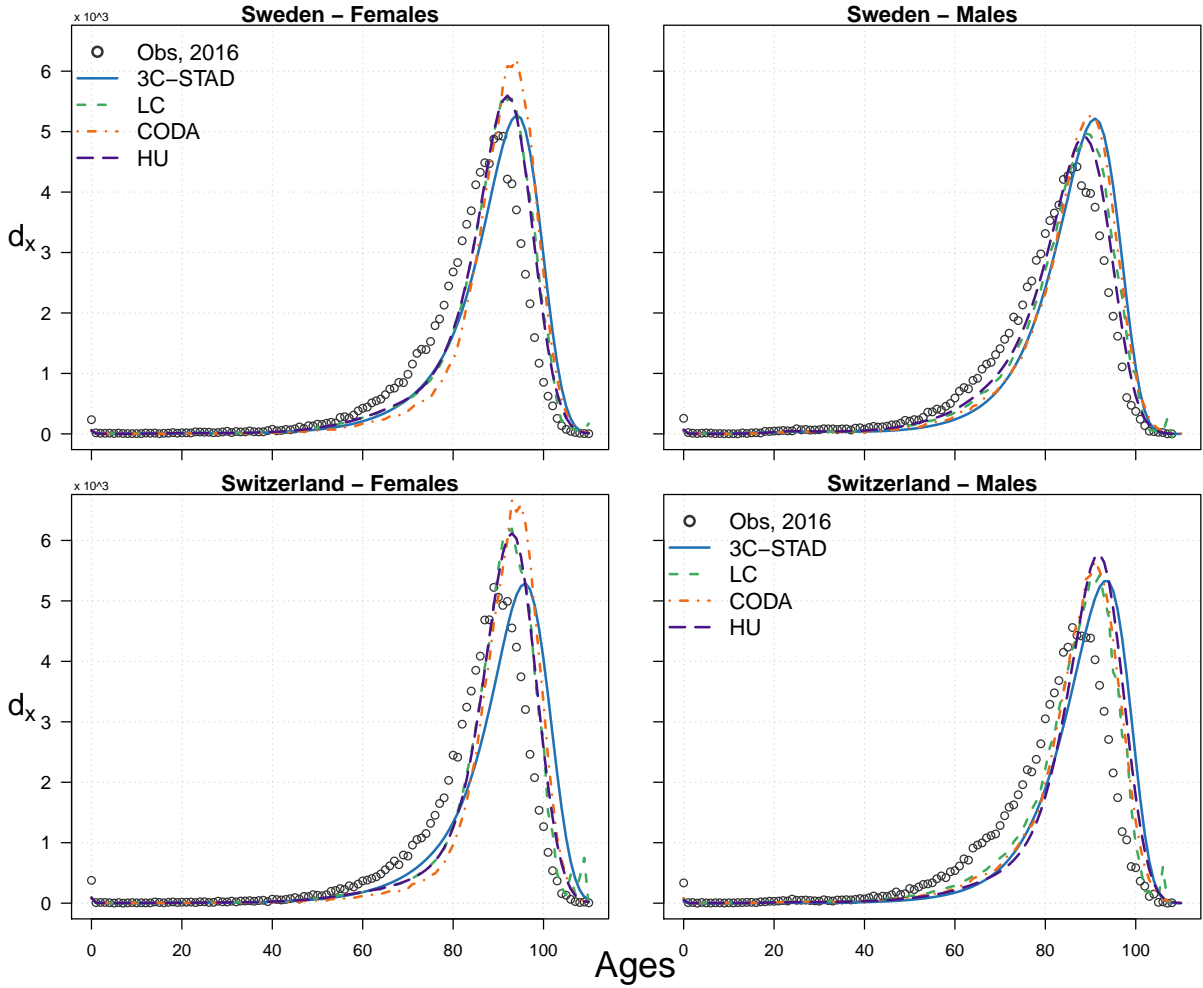 Sweden − Females
x 10^3
Obs, 2016
3C−STAD
LC
CODA
HU
6
5
4
3
2
1
0
dx
Sweden − Males
Switzerland − Females
x 10^3
6
5
4
3
2
1
0
dx
0 20 40 60 80 100
Switzerland − Males
Obs, 2016
3C−STAD
LC
CODA
HU
0 20 40 60 80 100
Ages